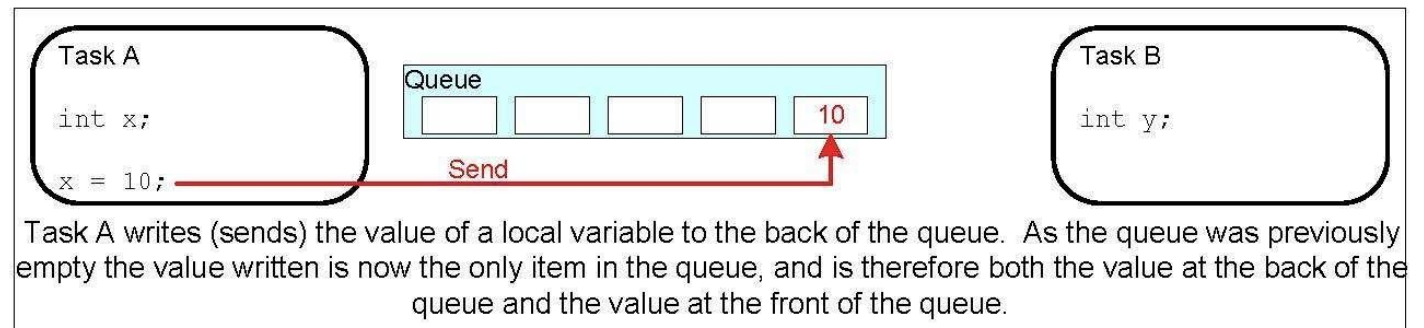 Task A
int x;
x = 10;
Queue
10
Send
Task B
int y;
Task A writes (sends) the value of a local variable to the back of the queue.  As the queue was previously
empty the value written is now the only item in the queue, and is therefore both the value at the back of the
queue and the value at the front of the queue.